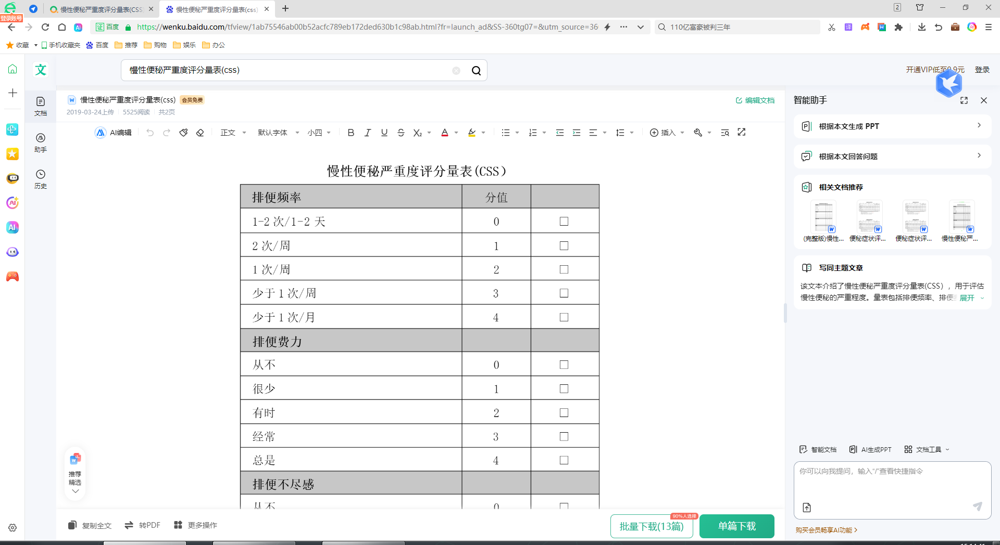 慢性便秘严重度评分量表(CSS
慢性便秘严重度评分量表(css)
2
登录账号
百度
https://wenku.baidu.com/tfview/1ab75546ab00b52acfc789eb172ded630b1c98ab.html?fr=launch_ad&SS-360tg07=&utm_source=36
110亿富豪被判三年
收藏
手机收藏夹
百度
推荐
购物
娱乐
办公
文
慢性便秘严重度评分量表(css)
开通VIP低至0.9元
登录
文档
助手
历史
慢性便秘严重度评分量表(css)
会员免费
2019-03-24上传
5525阅读
共2页
编辑文档
AI编辑
正文
默认字体
小四
插入
慢性便秘严重度评分量表(CSS）
排便频率 分值
1-2 次/1-2 天 0 □
2 次/周 1 □
1 次/周 2 □
少于 1 次/周 3 □
少于 1 次/月 4 □
排便费力
从不 0 □
很少 1 □
有时 2 □
经常 3 □
总是 4 □
排便不尽感
从不 0 □
推荐
精选
复制全文
转PDF
更多操作
90%人选择
批量下载(13篇)
单篇下载
智能助手
根据本文生成 PPT
根据本文回答问题
相关文档推荐
(完整版)慢性...
便秘症状评...
便秘症状评...
慢性便秘严...
写同主题文章
该文本介绍了慢性便秘严重度评分量表(CSS），用于评估
慢性便秘的严重程度。量表包括排便频率、排便 展开
智能文档
AI生成PPT
文档工具
你可以向我提问，输入“/”查看快捷指令
购买会员畅享AI功能